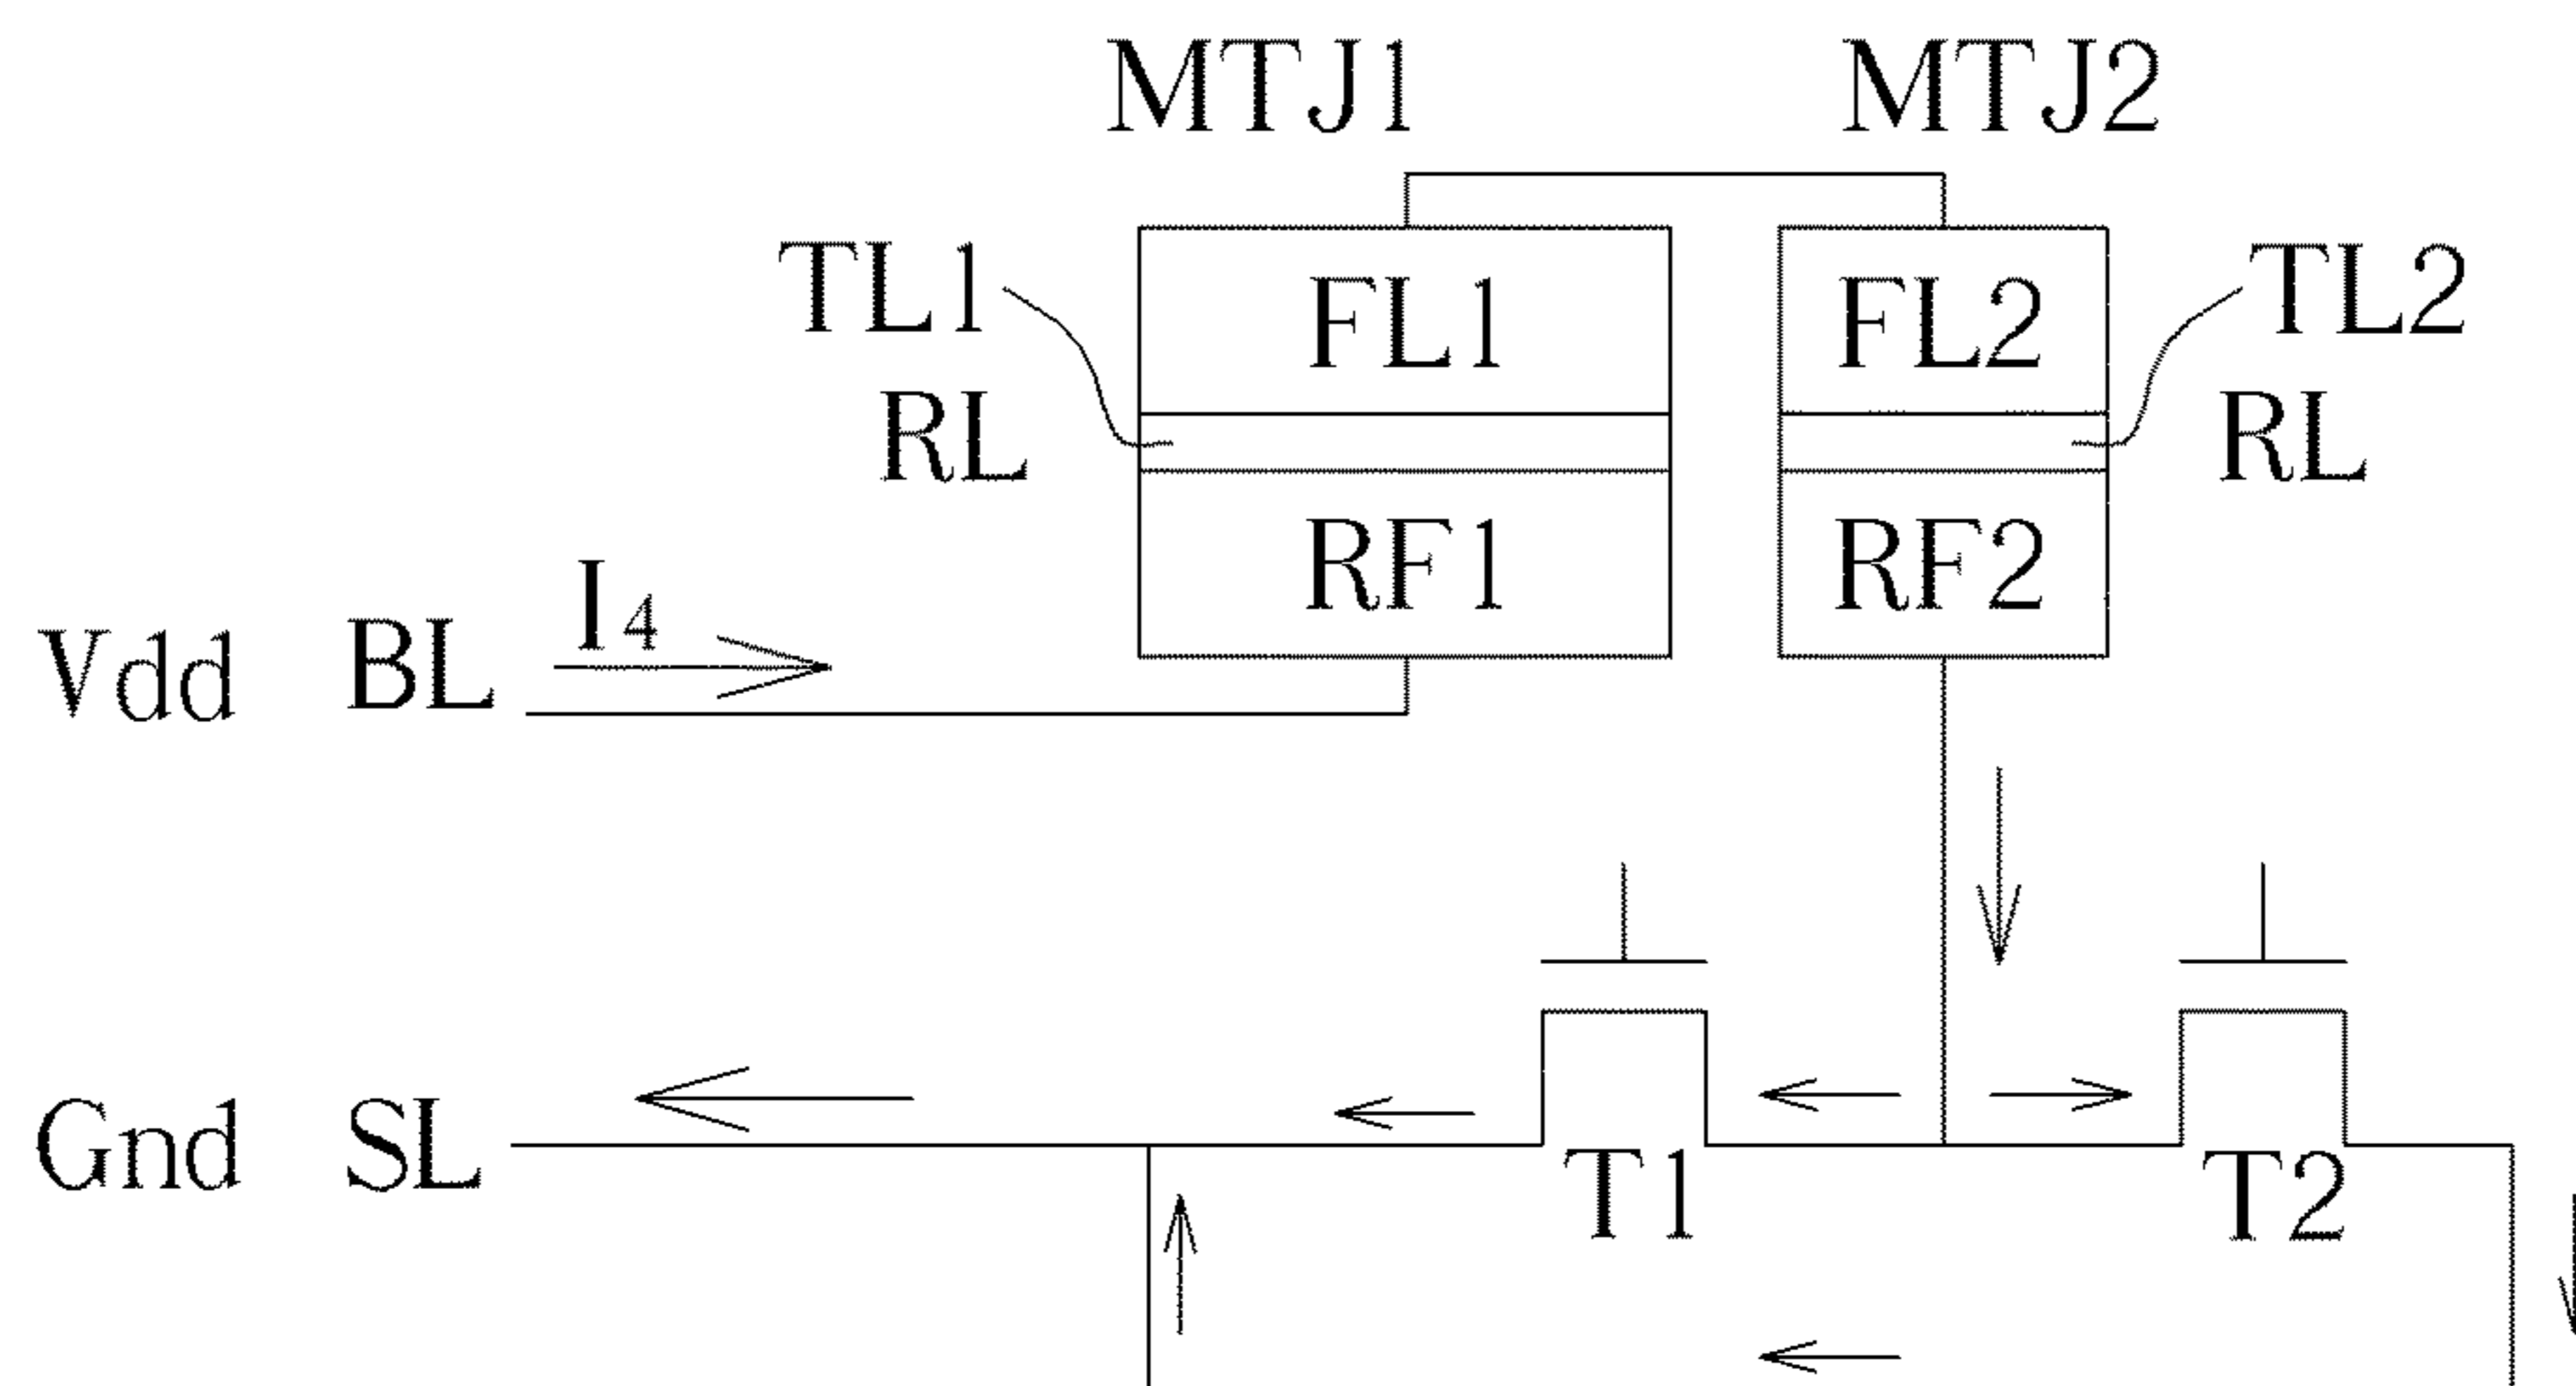 MTJ1 MTJ2
TL1 FL1 FL2 TL2
RL RL
RF1 RF2
I4
Vdd BL
Gnd SL
T1 T2